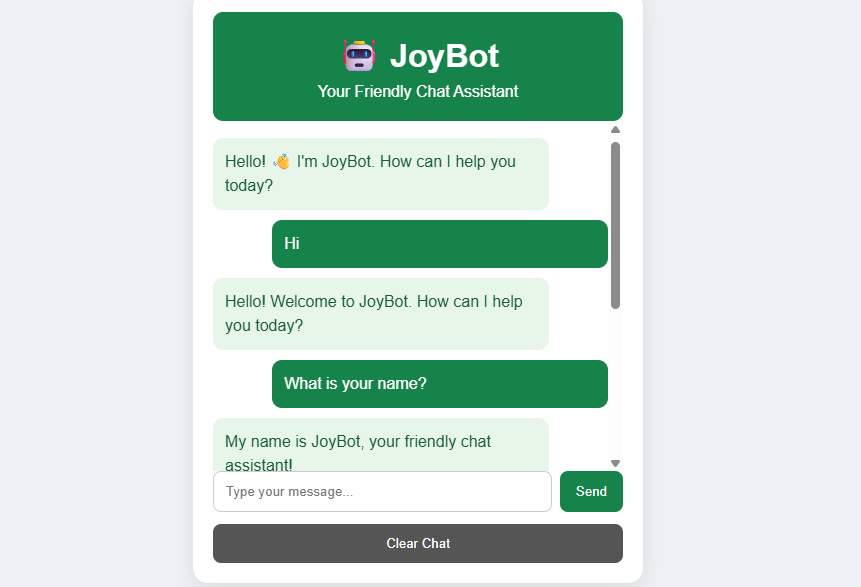 JoyBot
Your Friendly Chat Assistant
Hello! 👋 I'm JoyBot. How can I help you
today?
Hi
Hello! Welcome to JoyBot. How can I help
you today?
What is your name?
My name is JoyBot, your friendly chat
assistant!
Type your message...
Send
Clear Chat